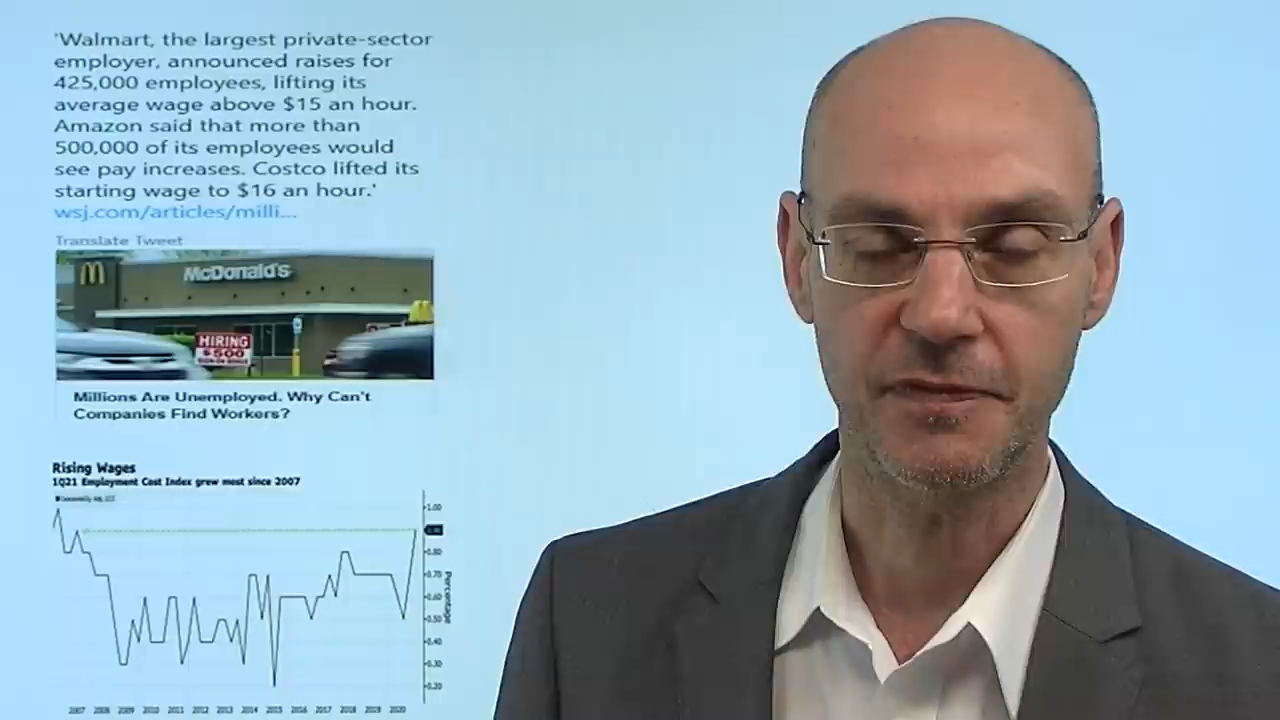 'Walmart, the largest private-sector
employer, announced raises for
425,000 employees, lifting its
average wage above $15 an hour.
Amazon said that more than
500,000 of its employees would
see pay increases. Costco lifted its
starting wage to $16 an hour.'
wsj.com/articles/milli...
Translate Tweet
McDonald's
HIRING
$500
Millions Are Unemployed. Why Can't
Companies Find Workers?
Rising Wages
1Q21 Employment Cost Index grew most since 2007
1.00
0.80
0.70
0.60
0.50
0.40
0.30
0.20
Percentage
2007 2008 2009 2010 2011 2012 2013 2014 2015 2016 2017 2018 2019 2020